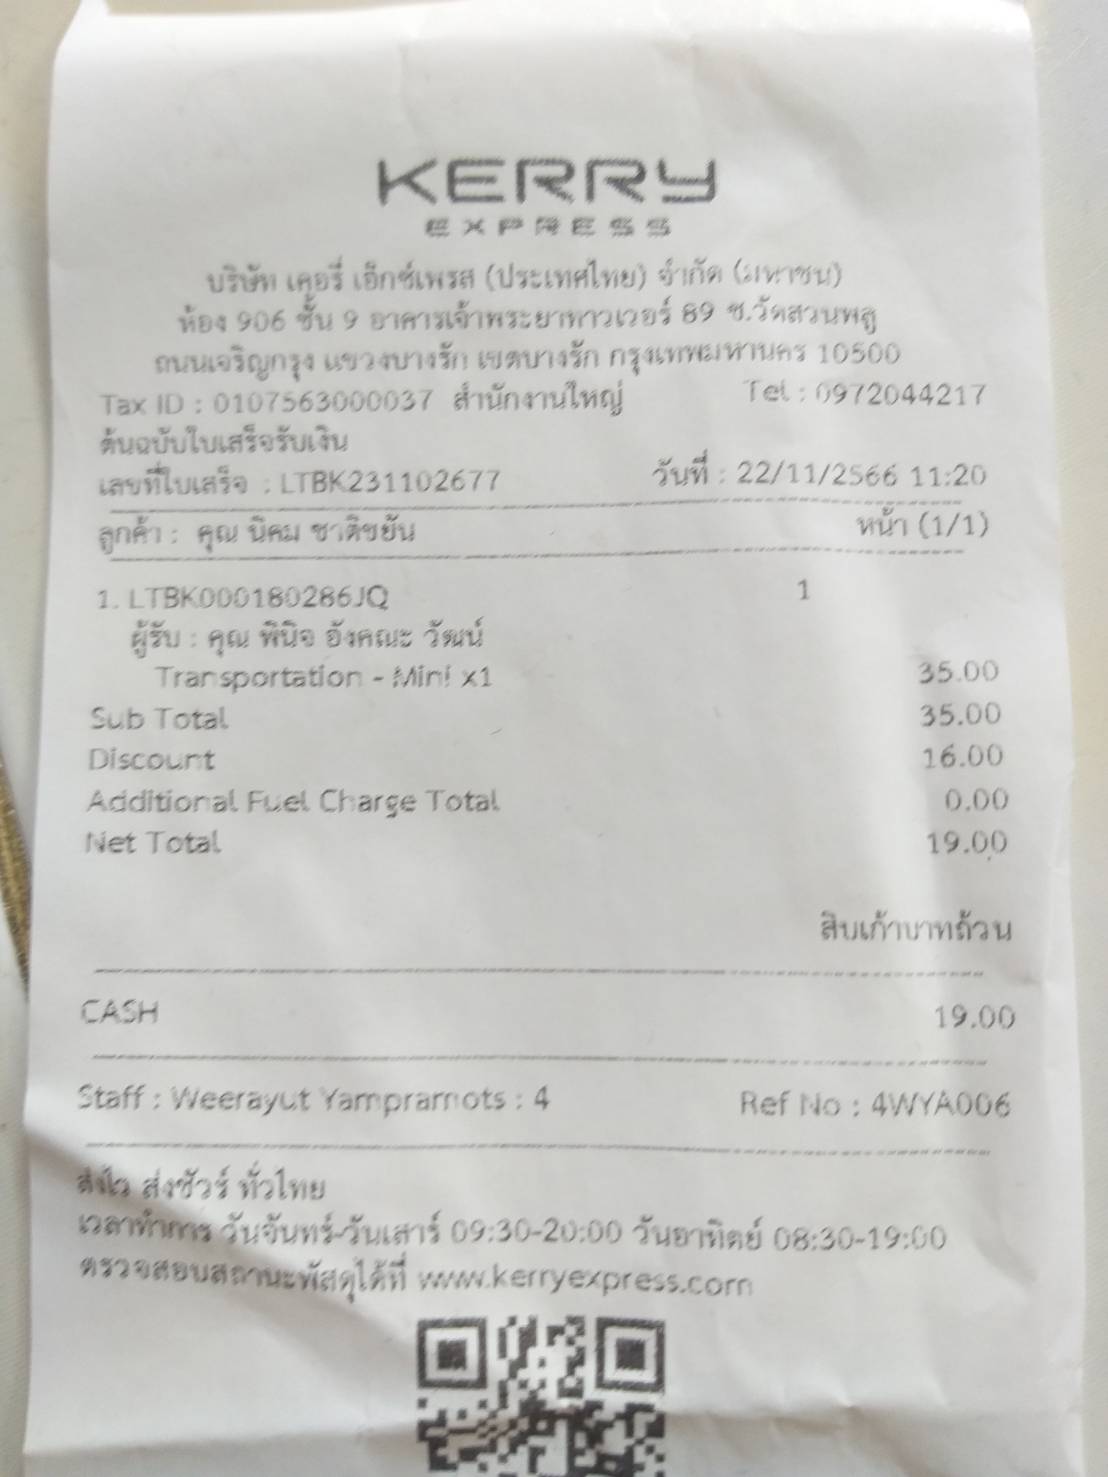 KERRY
EXPRESS
บริษัท เคอรี่ เอ็กซ์เพรส (ประเทศไทย) จำกัด (มหาชน)
ห้อง 906 ชั้น 9 อาคารเจ้าพระยาทาวเวอร์ 89 ซ.วัดสวนพลู
ถนนเจริญกรุง แขวงบางรัก เขตบางรัก กรุงเทพมหานคร 10500
Tax ID : 0107563000037 สำนักงานใหญ่ Tel : 0972044217
ต้นฉบับใบเสร็จรับเงิน
เลขที่ใบเสร็จ : LTBK231102677 วันที่ : 22/11/2566 11:20
ลูกค้า : คุณ นิคม ชาติขยัน หน้า (1/1)
1. LTBK000180286JQ 1
ผู้รับ : คุณ พินิจ อังคณะ วัฒน์
Transportation - Mini x1 35.00
Sub Total 35.00
Discount 16.00
Additional Fuel Charge Total 0.00
Net Total 19.00
สิบเก้าบาทถ้วน
CASH 19.00
Staff : Weerayut Yampramots : 4 Ref No : 4WYA006
ส่งไว ส่งชัวร์ ทั่วไทย
เวลาทำการ วันจันทร์-วันเสาร์ 09:30-20:00 วันอาทิตย์ 08:30-19:00
ตรวจสอบสถานะพัสดุได้ที่ www.kerryexpress.com